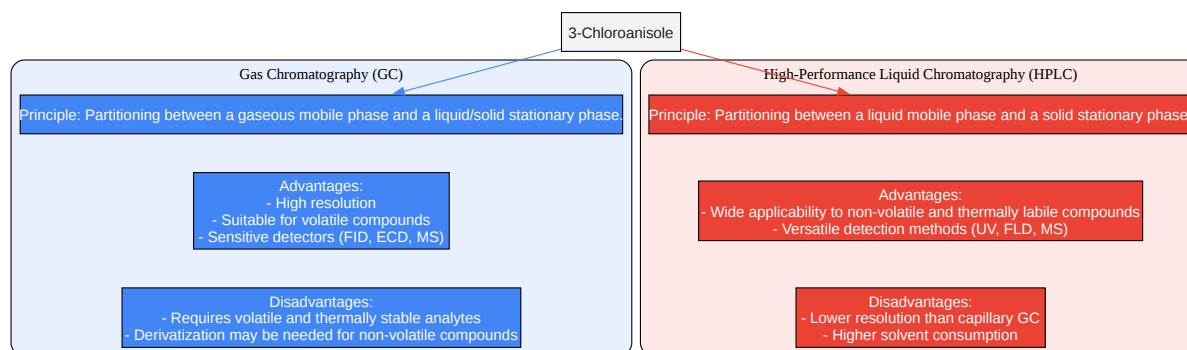 3-Chloroanisole
Gas Chromatography (GC)
Principle: Partitioning between a gaseous mobile phase and a liquid/solid stationary phase.
Advantages:
- High resolution
- Suitable for volatile compounds
- Sensitive detectors (FID, ECD, MS)
Disadvantages:
- Requires volatile and thermally stable analytes
- Derivatization may be needed for non-volatile compounds
High-Performance Liquid Chromatography (HPLC)
Principle: Partitioning between a liquid mobile phase and a solid stationary phase
Advantages:
- Wide applicability to non-volatile and thermally labile compounds
- Versatile detection methods (UV, FLD, MS)
Disadvantages:
- Lower resolution than capillary GC
- Higher solvent consumption